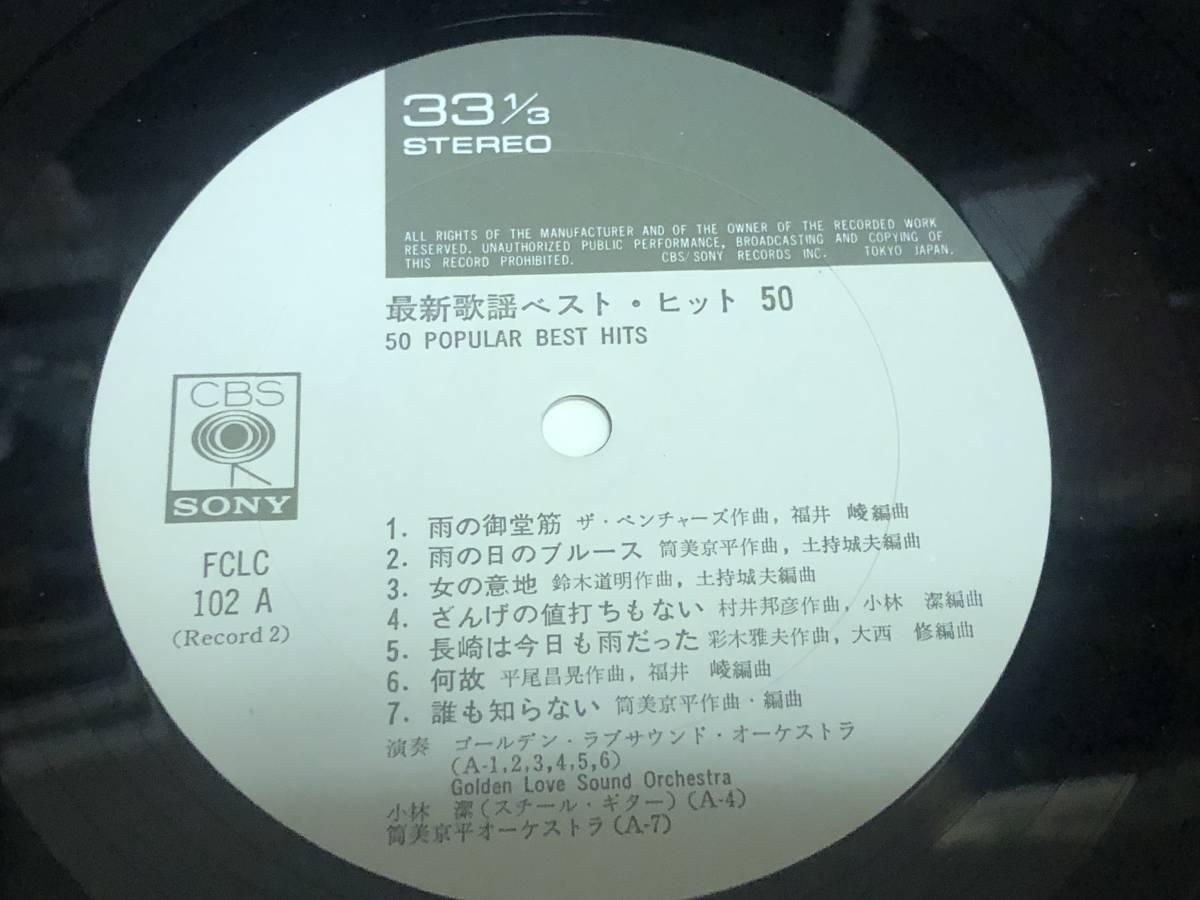 33 1/3
STEREO
ALL RIGHTS OF THE MANUFACTURER AND OF THE OWNER OF THE RECORDED WORK
RESERVED. UNAUTHORIZED PUBLIC PERFORMANCE, BROADCASTING AND COPYING OF
THIS RECORD PROHIBITED. CBS/SONY RECORDS INC. TOKYO JAPAN.
最新歌謡ベスト・ヒット 50
50 POPULAR BEST HITS
CBS
SONY
FCLC
102 A
(Record 2)
1. 雨の御堂筋 ザ・ベンチャーズ作曲, 福井 崚編曲
2. 雨の日のブルース 筒美京平作曲, 土持城夫編曲
3. 女の意地 鈴木道明作曲, 土持城夫編曲
4. ざんげの値打ちもない 村井邦彦作曲, 小林 潔編曲
5. 長崎は今日も雨だった 彩木雅夫作曲, 大西 修編曲
6. 何故 平尾昌晃作曲, 福井 崚編曲
7. 誰も知らない 筒美京平作曲・編曲
演奏 ゴールデン・ラブサウンド・オーケストラ
(A-1,2,3,4,5,6)
Golden Love Sound Orchestra
小林 潔(スチール・ギター)(A-4)
筒美京平オーケストラ(A-7)